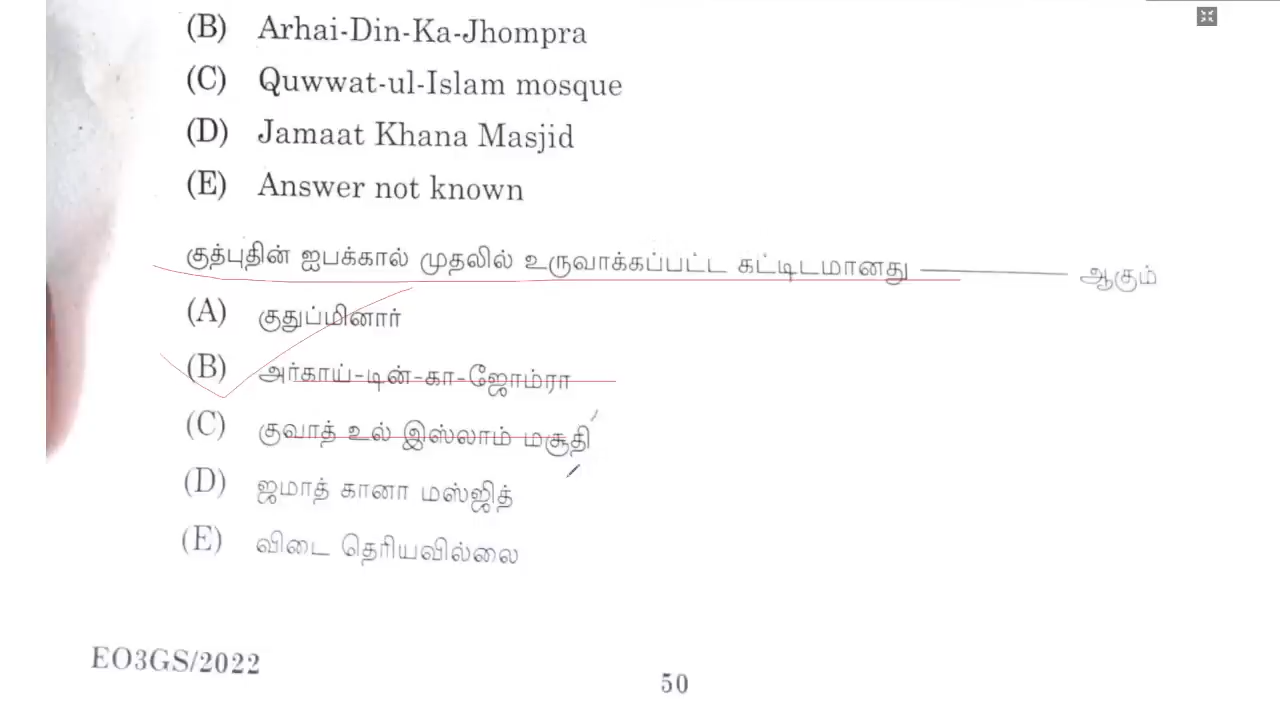 (B) Arhai-Din-Ka-Jhompra
(C) Quwwat-ul-Islam mosque
(D) Jamaat Khana Masjid
(E) Answer not known
குத்புதின் ஐபக்கால் முதலில் உருவாக்கப்பட்ட கட்டிடமானது ———— ஆகும்
(A) குதுப்மினார்
(B) அர்காய்-டின்-கா-ஜோம்ரா
(C) குவாத் உல் இஸ்லாம் மசூதி
(D) ஜமாத் கானா மஸ்ஜித்
(E) விடை தெரியவில்லை
EO3GS/2022
50